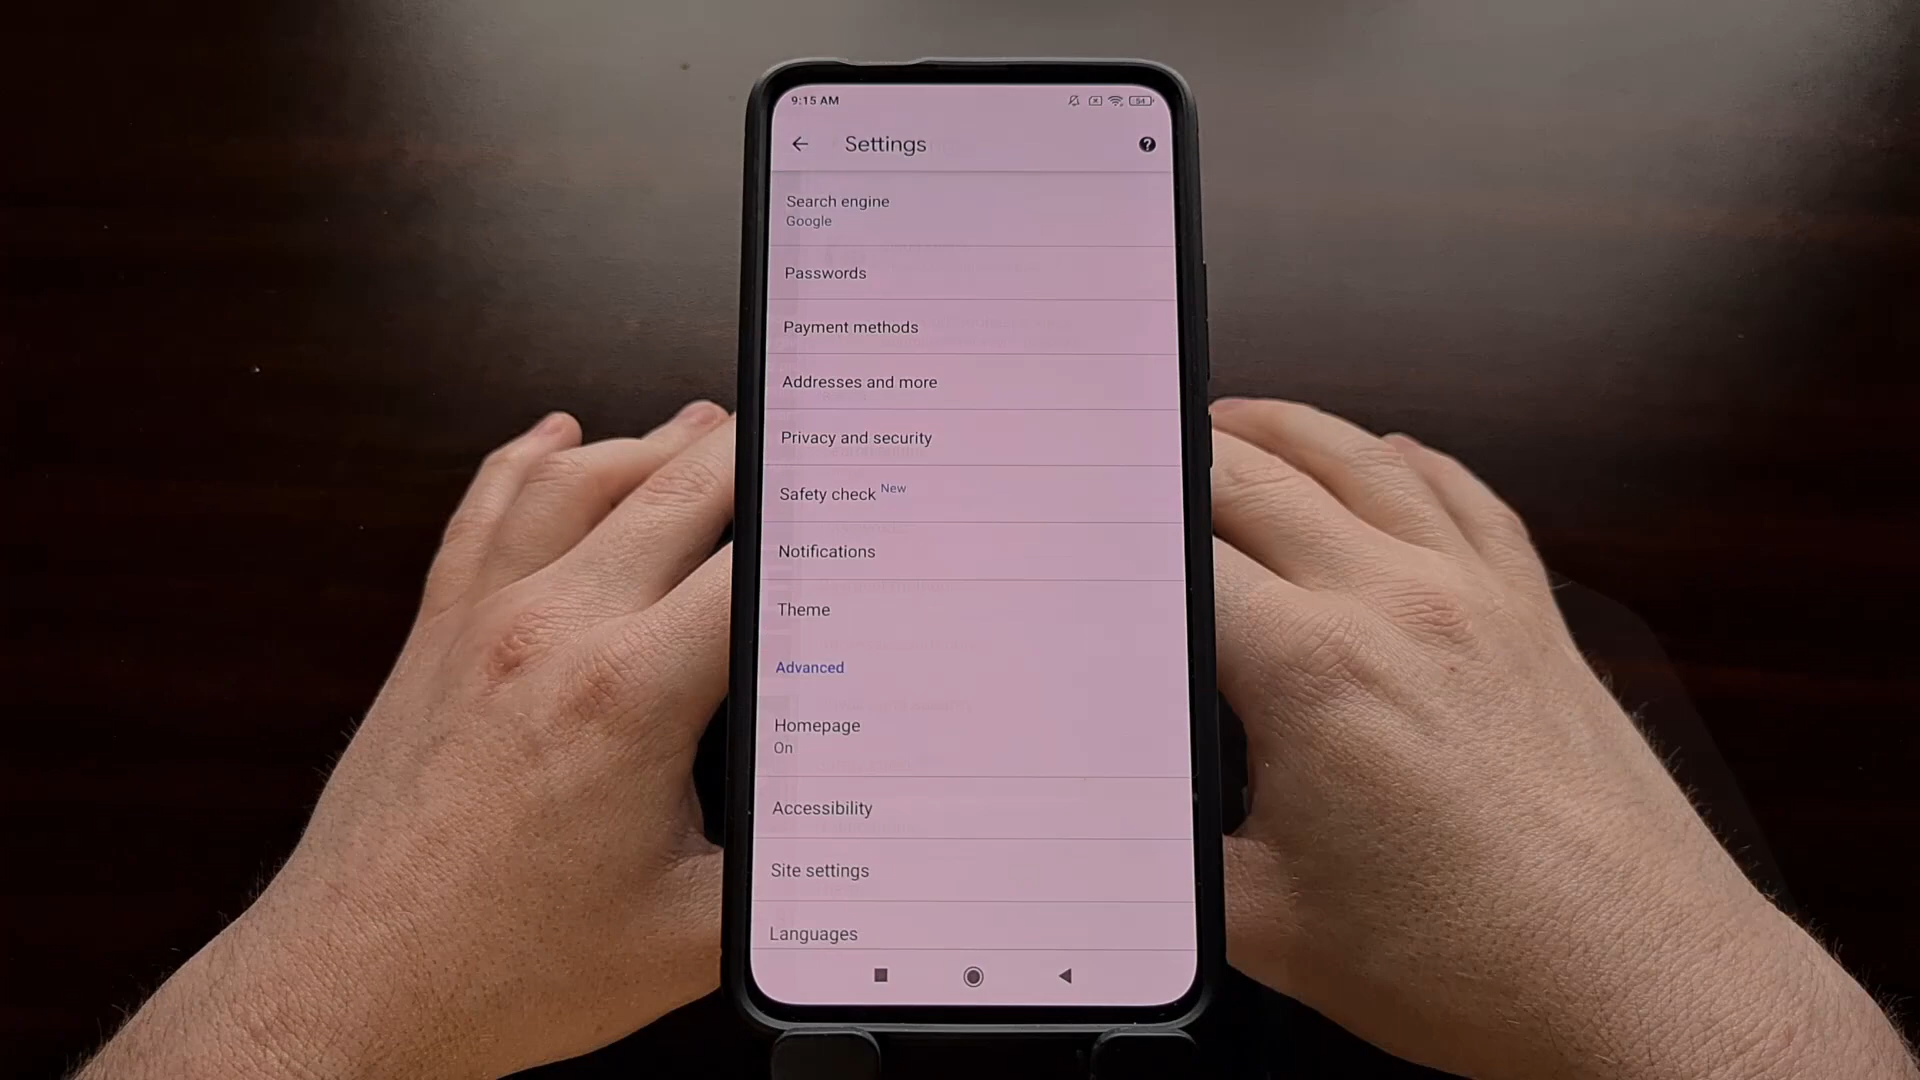 9:15 AM
54
Settings
Search engine
Google
Passwords
Payment methods
Addresses and more
Privacy and security
Safety check New
Notifications
Theme
Advanced
Homepage
On
Accessibility
Site settings
Languages